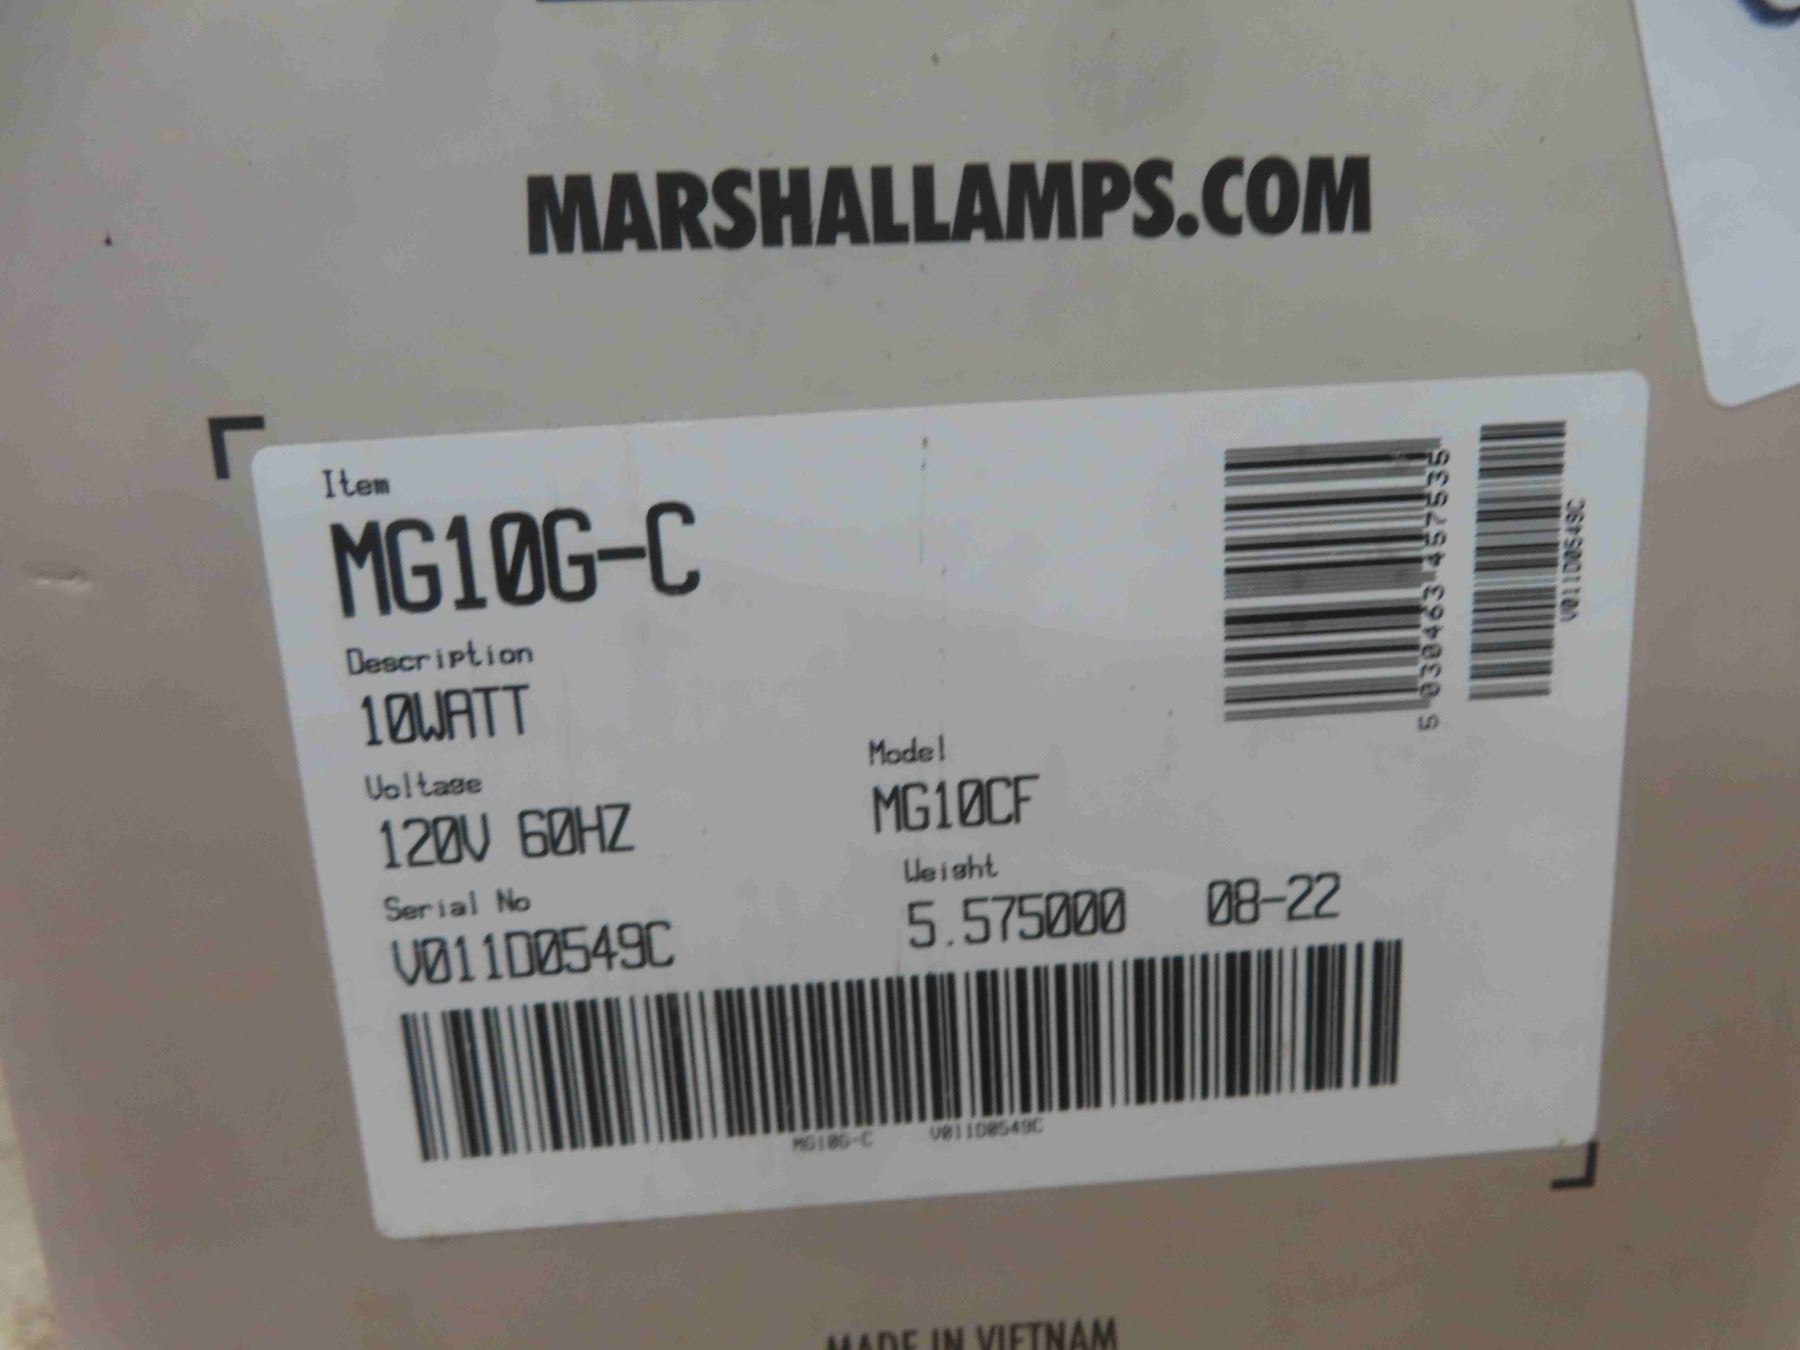 MARSHALLAMPS.COM
Item
MG10G-C
Description
10WATT
Voltage
120V 60HZ
Model
MG10CF
Serial No
V011D0549C
Weight
5.575000 08-22
MG10G-C V011D0549C
5 030463 457535
V011D0549C
MADE IN VIETNAM